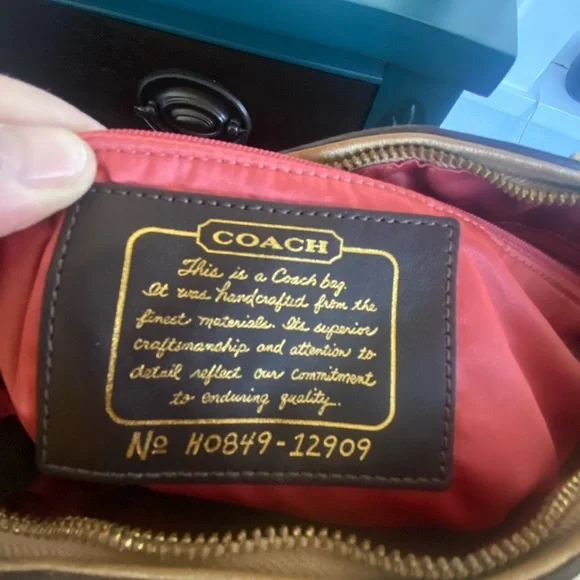 COACH
This is a Coach bag.
It was handcrafted from the
finest materials. Its superior
craftsmanship and attention to
detail reflect our commitment
to enduring quality.
No H0849-12909